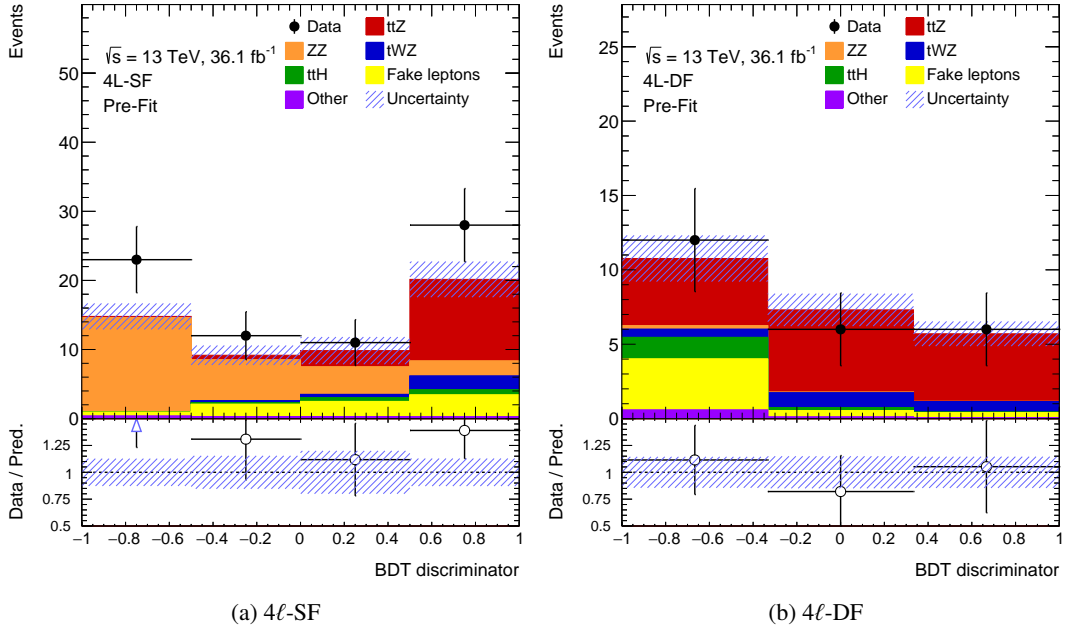 Events
60
50
40
30
20
10
0
√s = 13 TeV, 36.1 fb⁻¹
4L-SF
Pre-Fit
Data
ttZ
ZZ
tWZ
ttH
Fake leptons
Other
Uncertainty
Data / Pred.
1.25
1
0.75
0.5
−1 −0.8 −0.6 −0.4 −0.2 0 0.2 0.4 0.6 0.8 1
BDT discriminator
(a) 4ℓ-SF
Events
25
20
15
10
5
0
√s = 13 TeV, 36.1 fb⁻¹
4L-DF
Pre-Fit
Data
ttZ
ZZ
tWZ
ttH
Fake leptons
Other
Uncertainty
Data / Pred.
1.25
1
0.75
0.5
−1 −0.8 −0.6 −0.4 −0.2 0 0.2 0.4 0.6 0.8 1
BDT discriminator
(b) 4ℓ-DF